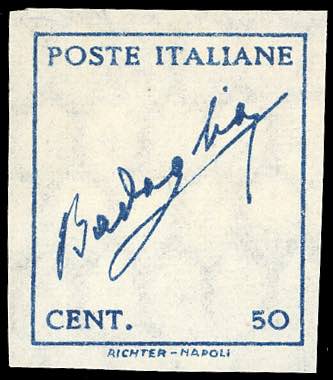 POSTE ITALIANE
Badoglio
CENT. 50
RICHTER-NAPOLI